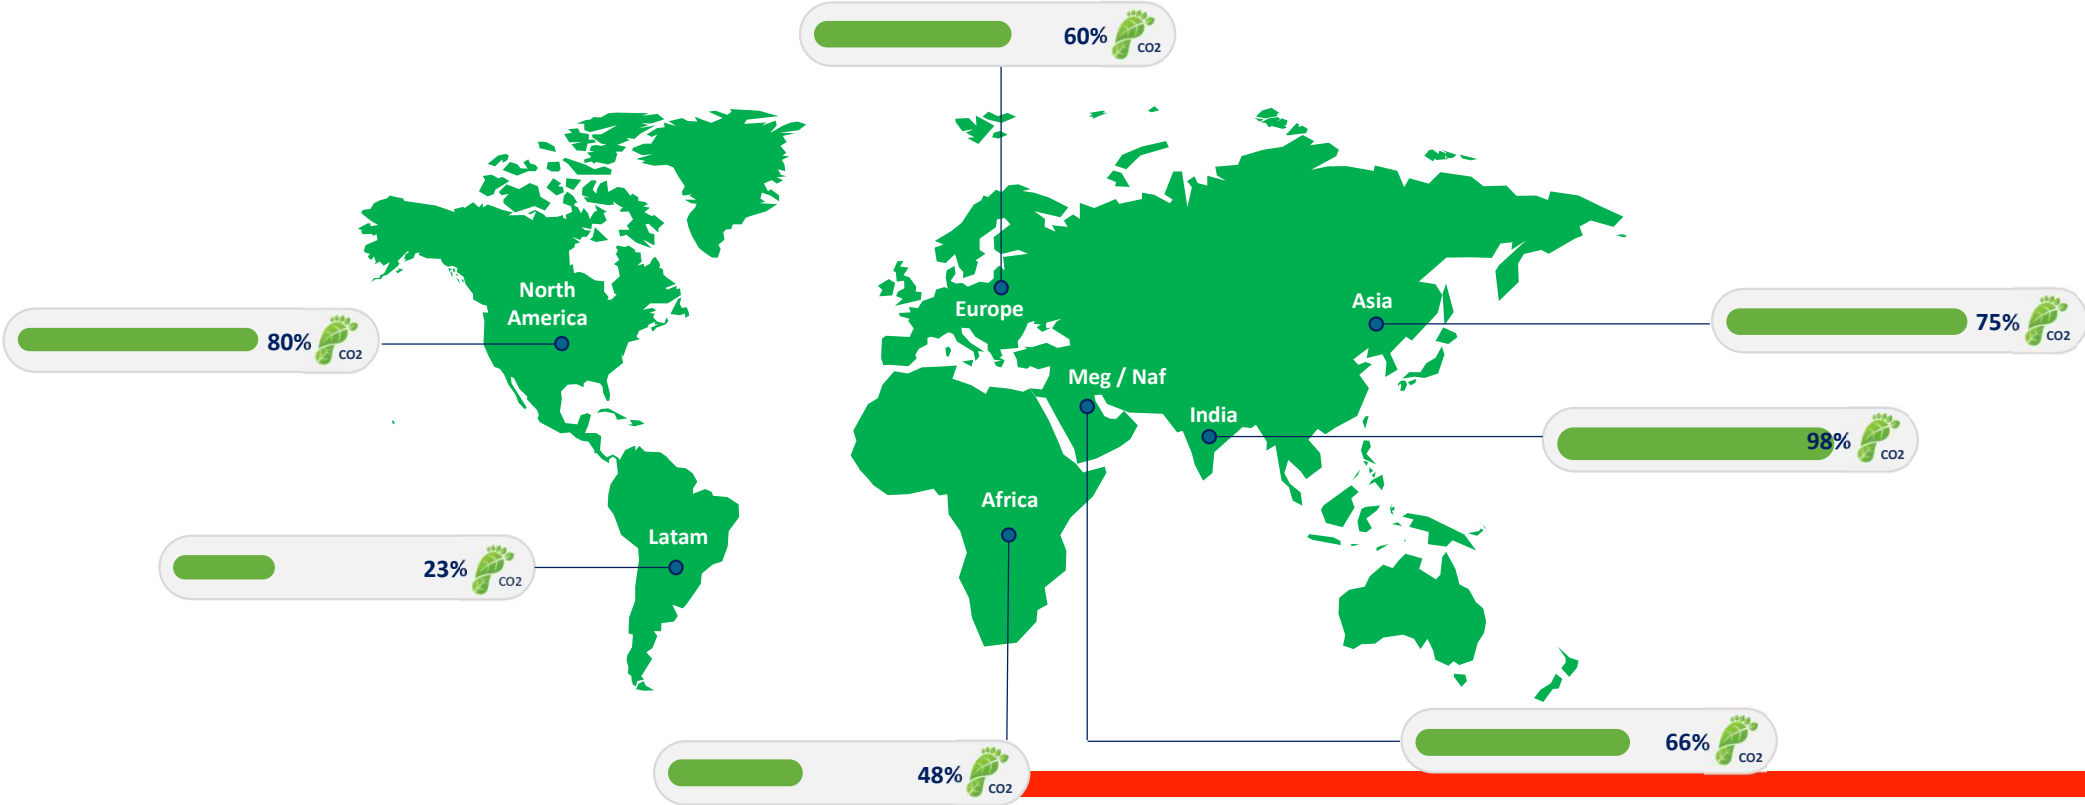 60%
CO2
North
America
Europe
Asia
80%
CO2
75%
CO2
Meg / Naf
India
98%
CO2
Africa
Latam
23%
CO2
48%
CO2
66%
CO2